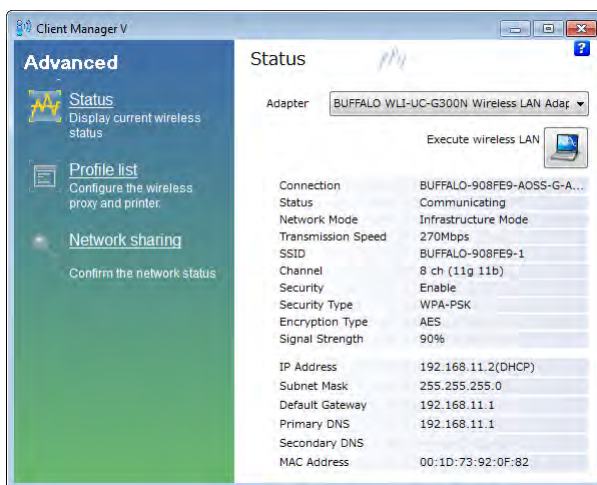 Client Manager V
Advanced
Status
Display current wireless
status
Profile list
Configure the wireless
proxy and printer.
Network sharing
Confirm the network status
Status
?
Adapter BUFFALO WLI-UC-G300N Wireless LAN Adap
Execute wireless LAN
Connection BUFFALO-908FE9-AOSS-G-A...
Status Communicating
Network Mode Infrastructure Mode
Transmission Speed 270Mbps
SSID BUFFALO-908FE9-1
Channel 8 ch (11g 11b)
Security Enable
Security Type WPA-PSK
Encryption Type AES
Signal Strength 90%
IP Address 192.168.11.2(DHCP)
Subnet Mask 255.255.255.0
Default Gateway 192.168.11.1
Primary DNS 192.168.11.1
Secondary DNS
MAC Address 00:1D:73:92:0F:82